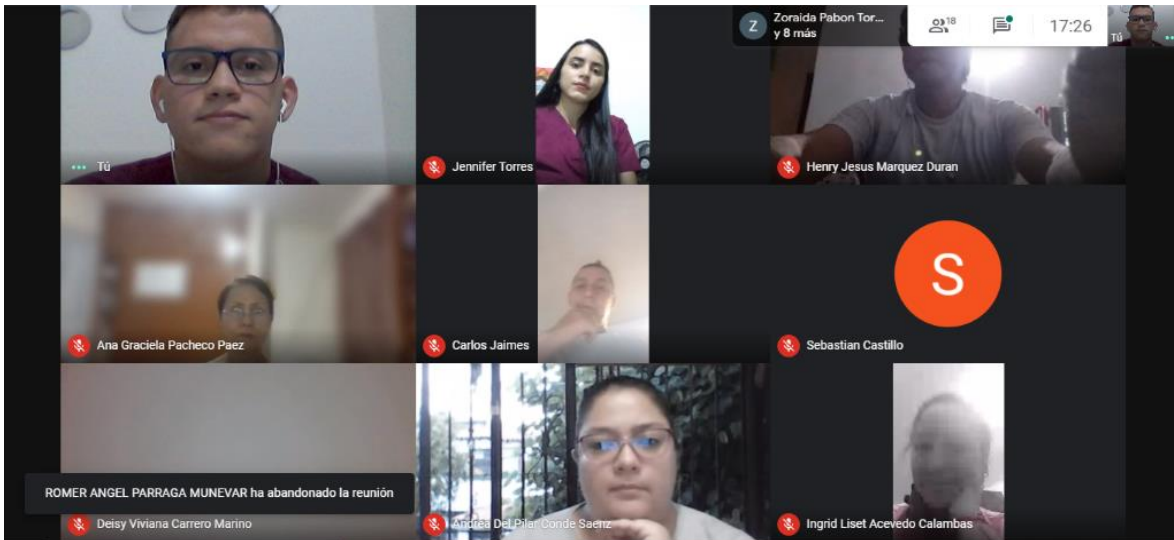 Z
Zoraida Pabon Tor...
y 8 más
18
17:26
Tú
Tú
Jennifer Torres
Henry Jesus Marquez Duran
Ana Graciela Pacheco Paez
Carlos Jaimes
S
Sebastian Castillo
ROMER ANGEL PARRAGA MUNEVAR ha abandonado la reunión
Deisy Viviana Carrero Marino
Andrea Del Pilar Conde Saenz
Ingrid Liset Acevedo Calambas